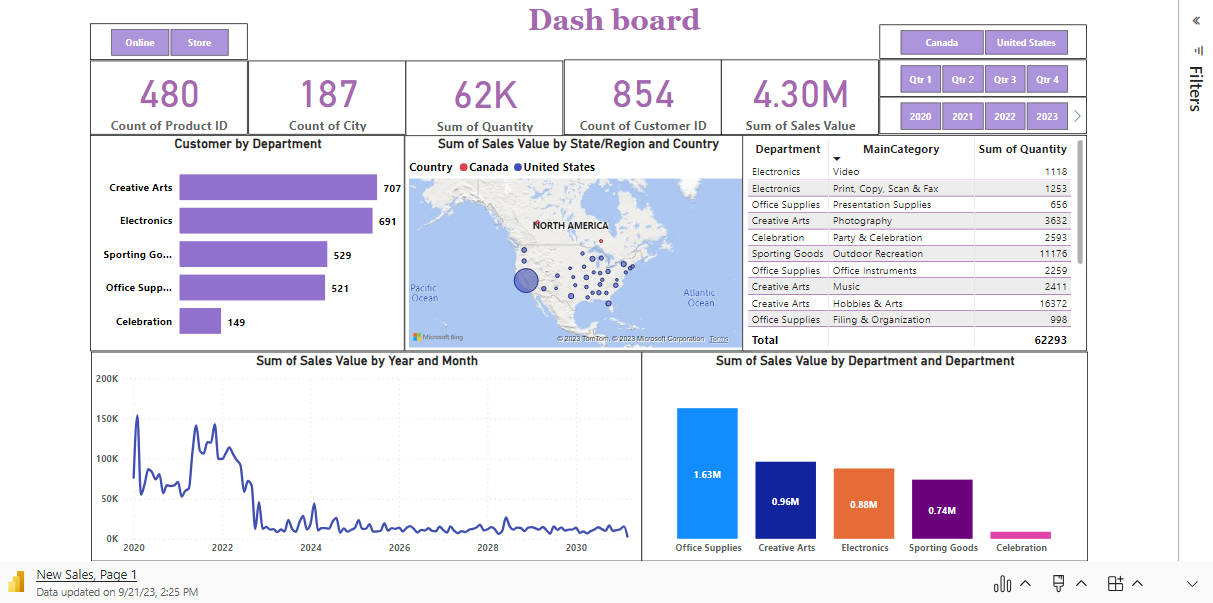 Dash board
Online Store
Canada United States
Qtr 1 Qtr 2 Qtr 3 Qtr 4
2020 2021 2022 2023
Filters
480
Count of Product ID
187
Count of City
62K
Sum of Quantity
854
Count of Customer ID
4.30M
Sum of Sales Value
Customer by Department
Creative Arts 707
Electronics 691
Sporting Go... 529
Office Supp... 521
Celebration 149
Sum of Sales Value by State/Region and Country
Country Canada United States
NORTH AMERICA
Pacific
Ocean
Atlantic
Ocean
Microsoft Bing
© 2023 TomTom, © 2023 Microsoft Corporation Terms
Department MainCategory Sum of Quantity
Electronics Video 1118
Electronics Print, Copy, Scan & Fax 1253
Office Supplies Presentation Supplies 656
Creative Arts Photography 3632
Celebration Party & Celebration 2593
Sporting Goods Outdoor Recreation 11176
Office Supplies Office Instruments 2259
Creative Arts Music 2411
Creative Arts Hobbies & Arts 16372
Office Supplies Filing & Organization 998
Total 62293
Sum of Sales Value by Year and Month
200K
150K
100K
50K
0K
2020 2022 2024 2026 2028 2030
Sum of Sales Value by Department and Department
1.63M
0.96M
0.88M
0.74M
Office Supplies Creative Arts Electronics Sporting Goods Celebration
New Sales, Page 1
Data updated on 9/21/23, 2:25 PM